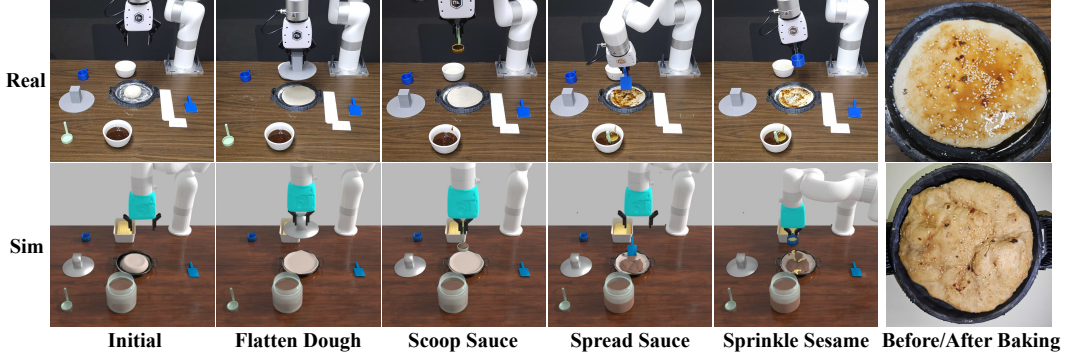 Real
Sim
Initial
Flatten Dough
Scoop Sauce
Spread Sauce
Sprinkle Sesame
Before/After Baking